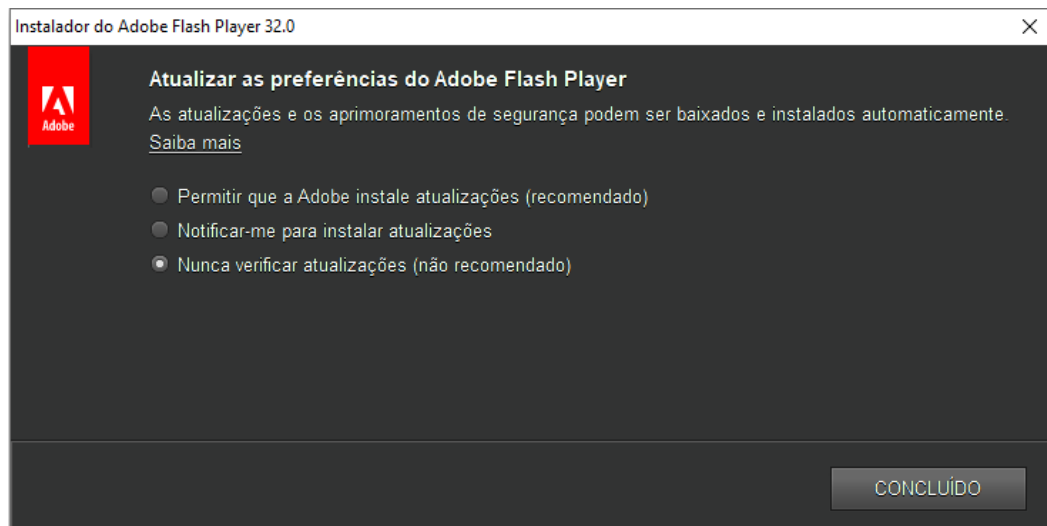 Instalador do Adobe Flash Player 32.0
Adobe
Atualizar as preferências do Adobe Flash Player
As atualizações e os aprimoramentos de segurança podem ser baixados e instalados automaticamente.
Saiba mais
Permitir que a Adobe instale atualizações (recomendado)
Notificar-me para instalar atualizações
Nunca verificar atualizações (não recomendado)
CONCLUÍDO